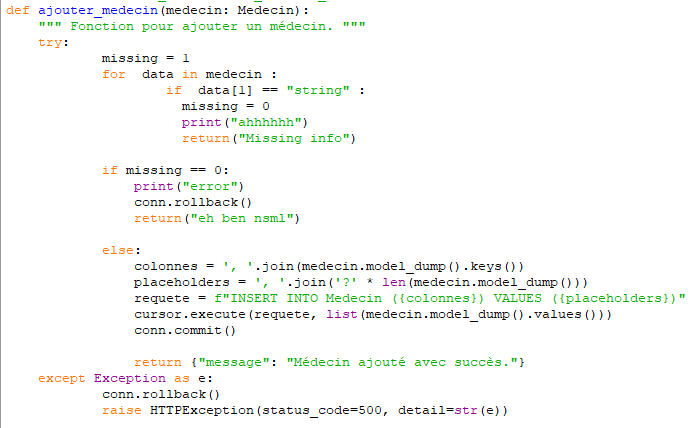 def ajouter_medecin(medecin: Medecin):
    """ Fonction pour ajouter un médecin. """
    try:
            missing = 1
            for  data in medecin :
                    if  data[1] == "string" :
                      missing = 0
                      print("ahhhhhh")
                      return("Missing info")

            if missing == 0:
                print("error")
                conn.rollback()
                return("eh ben nsml")

            else:
                colonnes = ', '.join(medecin.model_dump().keys())
                placeholders = ', '.join('?' * len(medecin.model_dump()))
                requete = f"INSERT INTO Medecin ({colonnes}) VALUES ({placeholders})"
                cursor.execute(requete, list(medecin.model_dump().values()))
                conn.commit()

                return {"message": "Médecin ajouté avec succès."}
    except Exception as e:
            conn.rollback()
            raise HTTPException(status_code=500, detail=str(e))